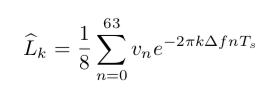 $\widehat{L}_k = \frac{1}{8} \sum_{n=0}^{63} v_n e^{-2\pi k \Delta f n T_s}$